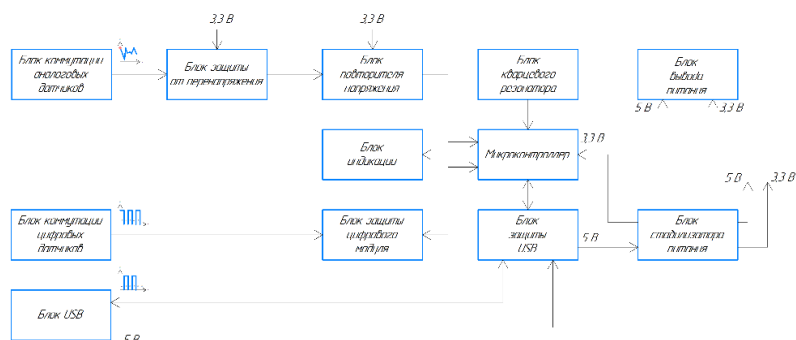 3,3 В
3,3 В
Блок коммутации
аналоговых
датчиков
Блок защиты
от перенапряжения
Блок
повторителя
напряжения
Блок
кварцевого
резонатора
Блок
вывода
питания
5 В
3,3 В
Блок
индикации
Микроконтроллер
3,3 В
5 В
3,3 В
Блок коммутации
цифровых
датчиков
Блок защиты
цифрового
модуля
Блок
защиты
USB
5 В
Блок
стабилизатора
питания
Блок USB
5 В